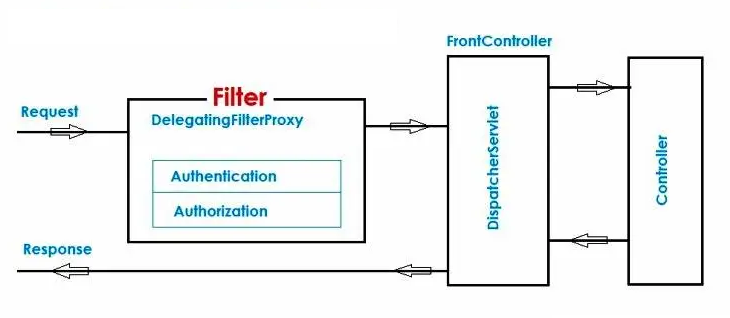 FrontController
Filter
Request
DelegatingFilterProxy
Authentication
Authorization
DispatcherServlet
Controller
Response